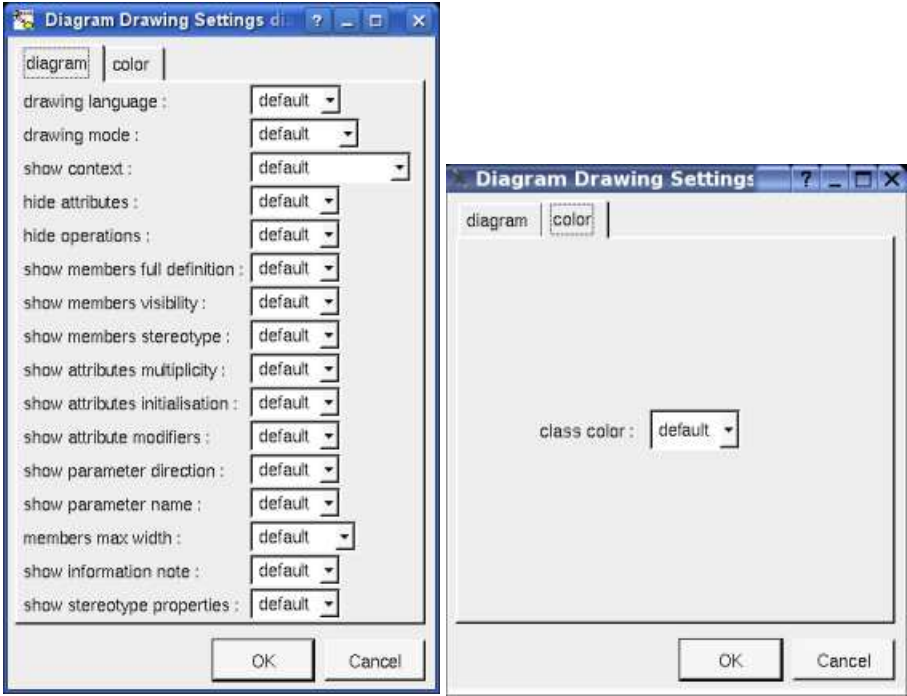 Diagram Drawing Settings
diagram color
drawing language : default
drawing mode : default
show context : default
hide attributes : default
hide operations : default
show members full definition : default
show members visibility : default
show members stereotype : default
show attributes multiplicity : default
show attributes initialisation : default
show attribute modifiers : default
show parameter direction : default
show parameter name : default
members max width : default
show information note : default
show stereotype properties : default
OK Cancel
Diagram Drawing Settings
diagram color
class color : default
OK Cancel